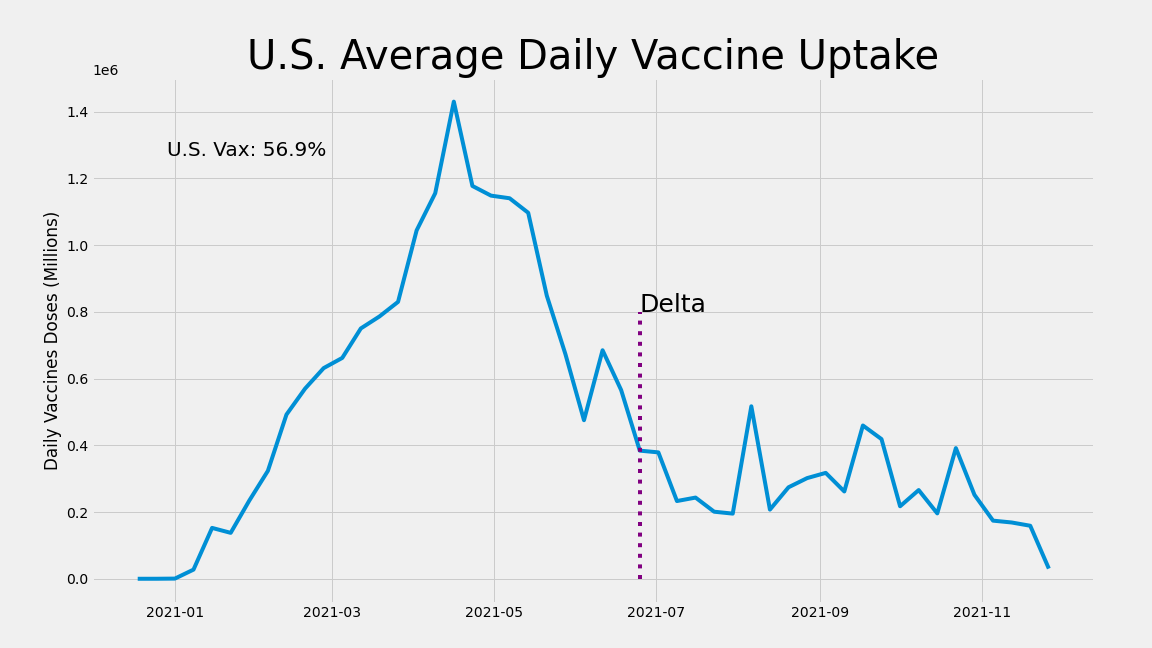 U.S. Average Daily Vaccine Uptake
1e6
1.4
U.S. Vax: 56.9%
1.2
1.0
0.8
0.6
0.4
0.2
0.0
Daily Vaccines Doses (Millions)
Delta
2021-01 2021-03 2021-05 2021-07 2021-09 2021-11